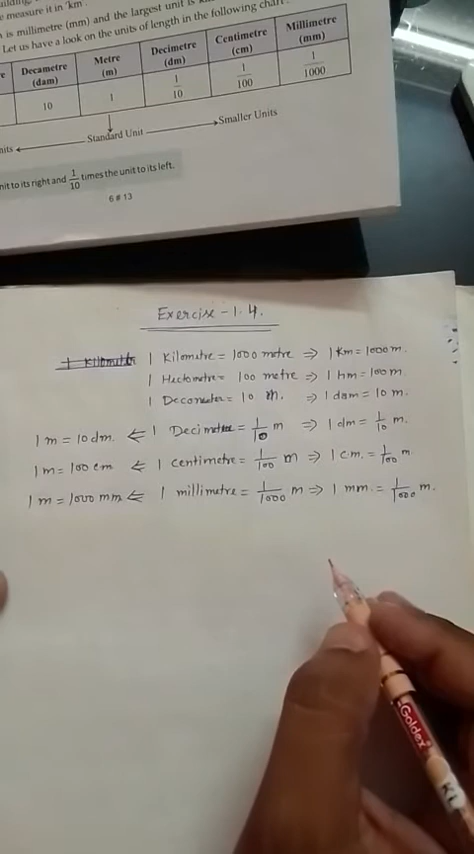 e measure it in 'km'.
is millimetre (mm) and the largest unit is
Let us have a look on the units of length in the following chart
Decametre (dam) Metre (m) Decimetre (dm) Centimetre (cm) Millimetre (mm)
10 1 1/10 1/100 1/1000
nits ← Standard Unit → Smaller Units
nit to its right and 1/10 times the unit to its left.
6 # 13
Exercise - 1.4.
1 Kilometre = 1000 metre ⇒ 1 Km = 1000 m.
1 Hectometre = 100 metre ⇒ 1 hm = 100 m
1 Decometer = 10 m. ⇒ 1 dam = 10 m.
1 m = 10 dm. ⇐ 1 Decimetre = 1/10 m ⇒ 1 dm = 1/10 m.
1 m = 100 cm ⇐ 1 centimetre = 1/100 m ⇒ 1 cm. = 1/100 m
1 m = 1000 mm ⇐ 1 millimetre = 1/1000 m ⇒ 1 mm. = 1/1000 m.
Goldex
KL